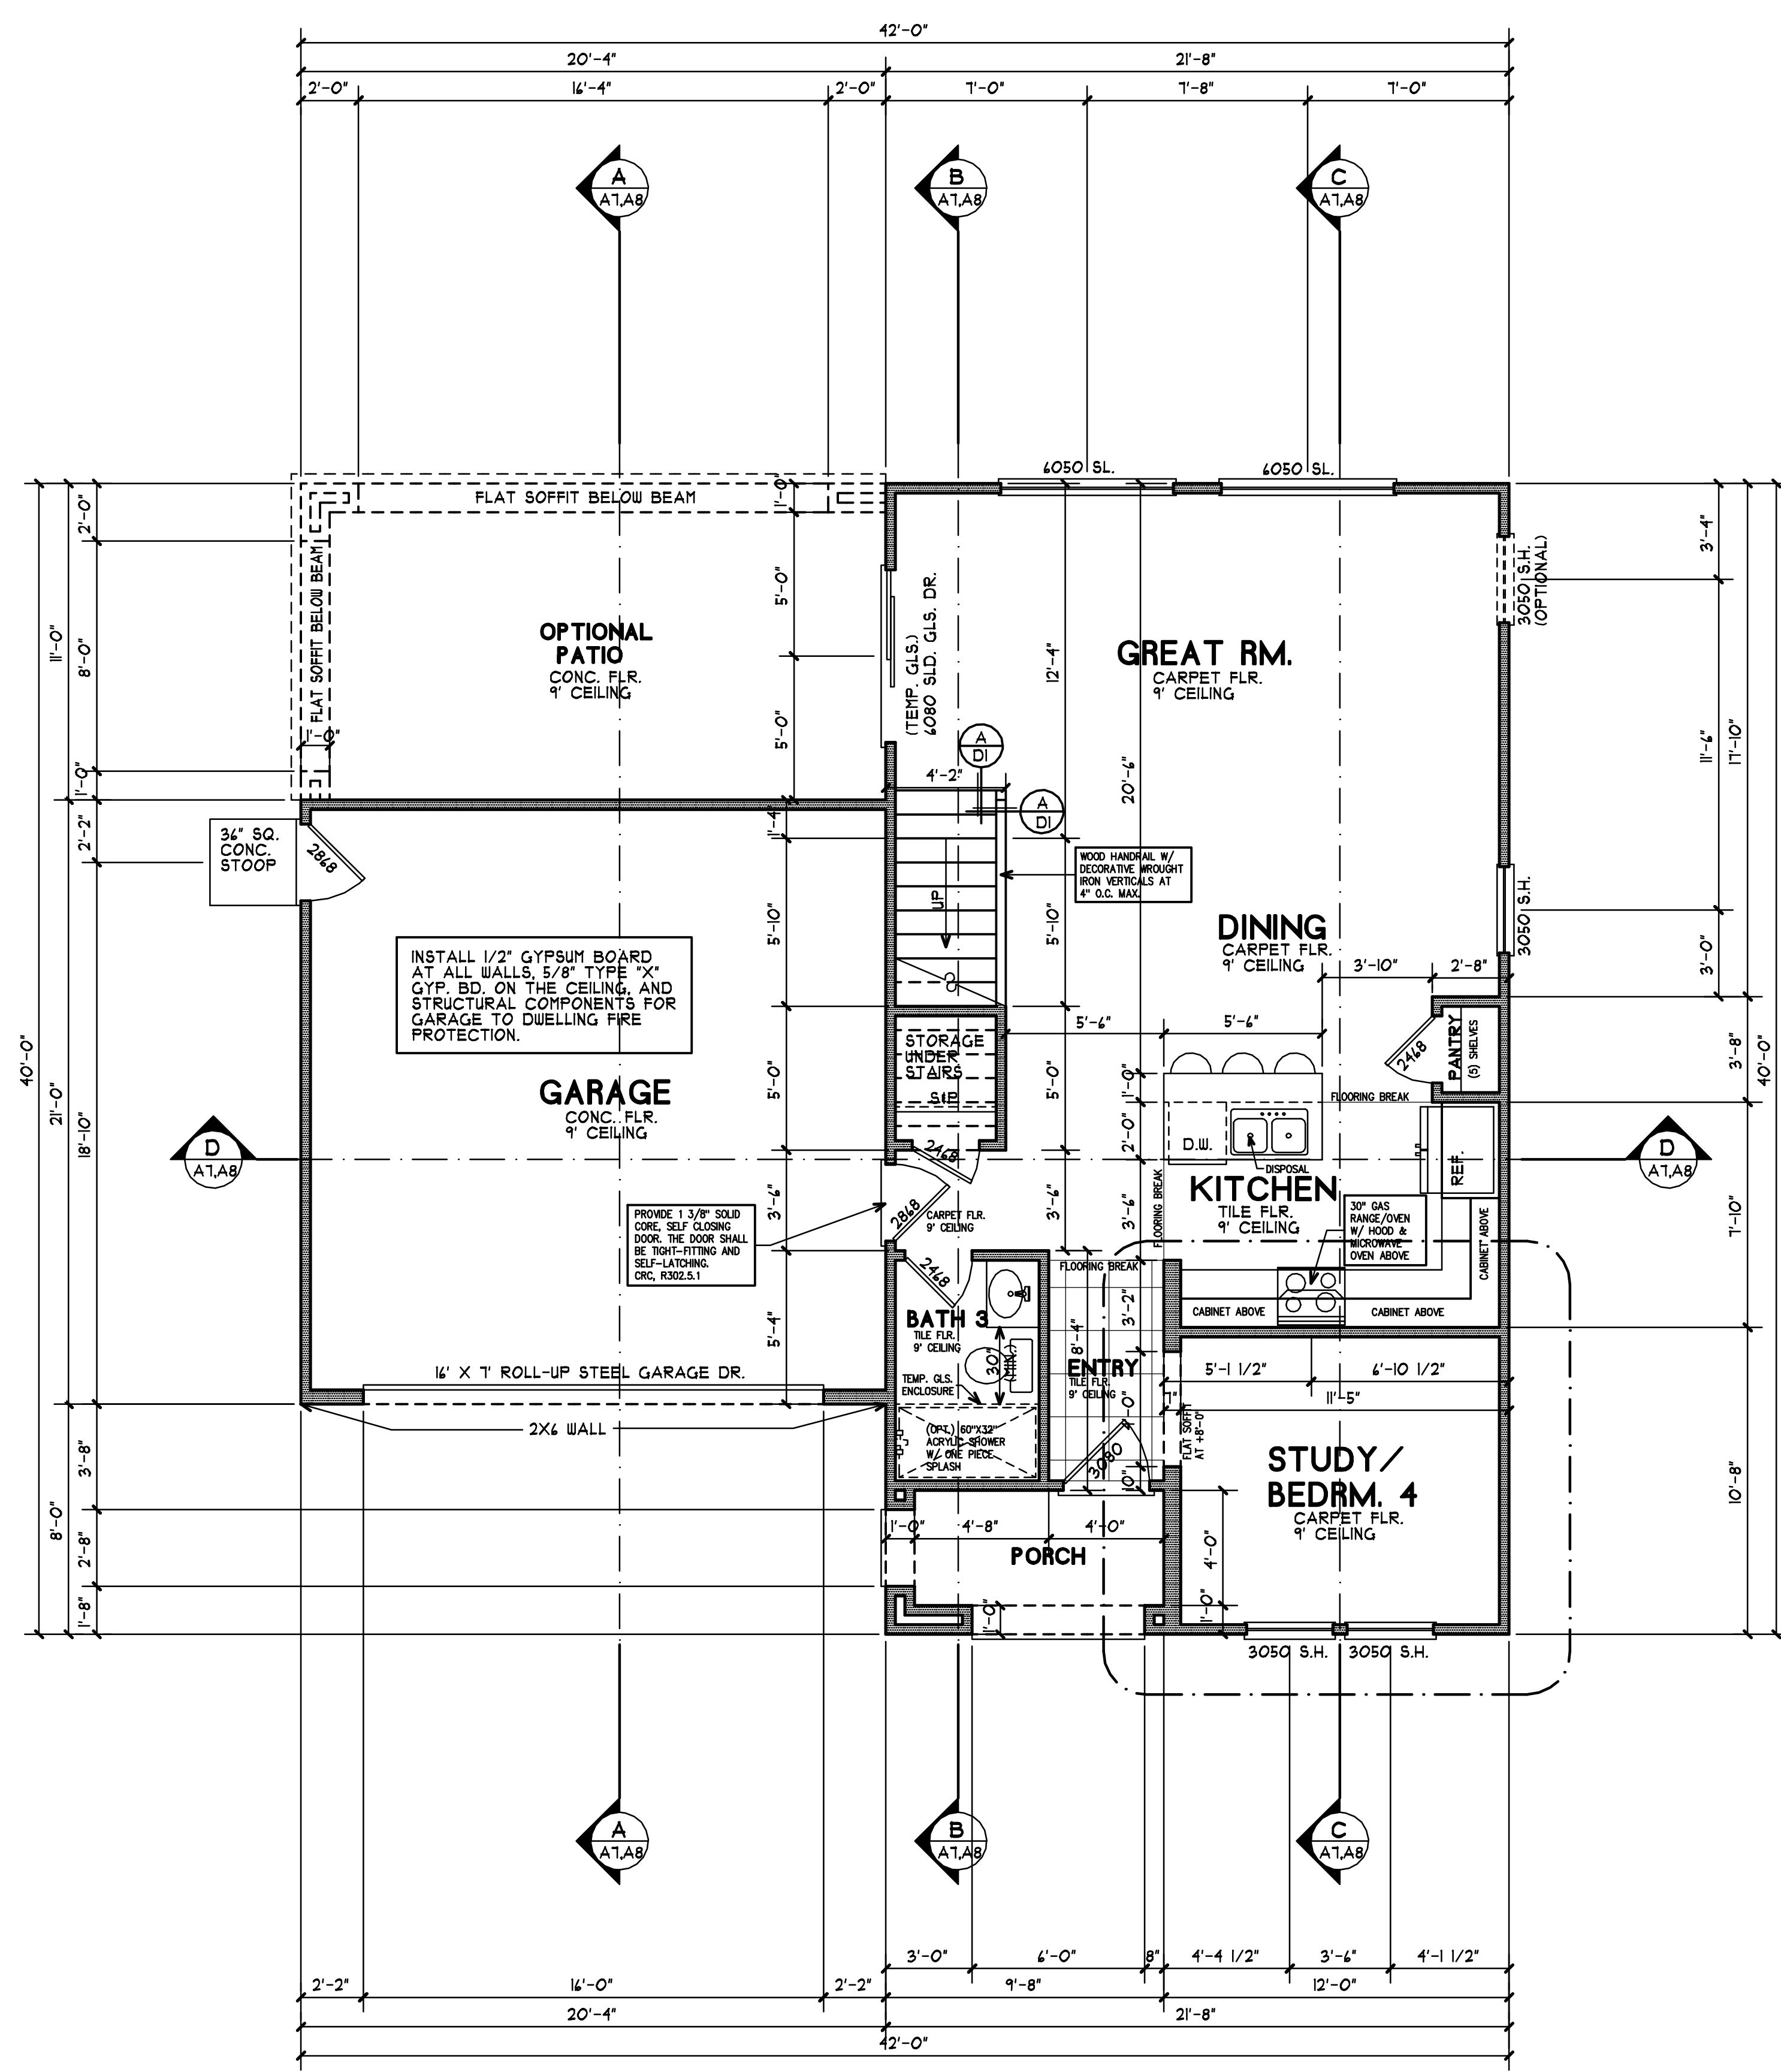 42'-0"
20'-4"
21'-8"
2'-0"
16'-4"
2'-0"
7'-0"
7'-8"
7'-0"
A
A7,A8
B
A7,A8
C
A7,A8
6050 SL.
6050 SL.
FLAT SOFFIT BELOW BEAM
1'-0"
2'-0"
FLAT SOFFIT BELOW BEAM
8'-0"
11'-0"
1'-0"
1'-0"
OPTIONAL
PATIO
CONC. FLR.
9' CEILING
5'-0"
5'-0"
(TEMP. GLS.)
6080 SLD. GLS. DR.
12'-4"
GREAT RM.
CARPET FLR.
9' CEILING
3050 S.H.
(OPTIONAL)
3'-4"
11'-6"
17'-10"
A
D1
4'-2"
A
D1
20'-6"
2'-2"
36" SQ.
CONC.
STOOP
2868
1'-4"
WOOD HANDRAIL W/
DECORATIVE WROUGHT
IRON VERTICALS AT
4" O.C. MAX.
UP
5'-10"
5'-10"
DINING
CARPET FLR.
9' CEILING
3050 S.H.
3'-0"
3'-10"
2'-8"
INSTALL 1/2" GYPSUM BOARD
AT ALL WALLS, 5/8" TYPE "X"
GYP. BD. ON THE CEILING, AND
STRUCTURAL COMPONENTS FOR
GARAGE TO DWELLING FIRE
PROTECTION.
5'-6"
5'-6"
40'-0"
21'-0"
18'-10"
GARAGE
CONC. FLR.
9' CEILING
5'-0"
STORAGE
UNDER
STAIRS
5'-0"
1'-0"
2468
PANTRY
(5) SHELVES
FLOORING BREAK
3'-8"
40'-0"
D
A7,A8
2'-0"
D.W.
DISPOSAL
REF.
D
A7,A8
2468
2868
CARPET FLR.
9' CEILING
3'-6"
3'-6"
3'-6"
FLOORING BREAK
KITCHEN
TILE FLR.
9' CEILING
30" GAS
RANGE/OVEN
W/ HOOD &
MICROWAVE
OVEN ABOVE
CABINET ABOVE
7'-10"
PROVIDE 1 3/8" SOLID
CORE, SELF CLOSING
DOOR. THE DOOR SHALL
BE TIGHT-FITTING AND
SELF-LATCHING.
CRC, R302.5.1
2468
FLOORING BREAK
3'-2"
CABINET ABOVE
CABINET ABOVE
BATH 3
TILE FLR.
9' CEILING
5'-4"
30"
(MIN.)
8'-4"
ENTRY
TILE FLR.
9' CEILING
TEMP. GLS.
ENCLOSURE
5'-1 1/2"
6'-10 1/2"
7"
11'-5"
16' X 7' ROLL-UP STEEL GARAGE DR.
2X6 WALL
(OPT.) 60"X32"
ACRYLIC SHOWER
W/ ONE PIECE
SPLASH
3080
10"
FLAT SOFFIT
AT +8'-0"
STUDY/
BEDRM. 4
CARPET FLR.
9' CEILING
10'-8"
3'-8"
8'-0"
2'-8"
1'-8"
1'-0"
4'-8"
4'-0"
PORCH
4'-0"
1'-0"
1'-0"
3050 S.H.
3050 S.H.
A
A7,A8
B
A7,A8
C
A7,A8
3'-0"
6'-0"
8"
4'-4 1/2"
3'-6"
4'-1 1/2"
2'-2"
16'-0"
2'-2"
9'-8"
12'-0"
20'-4"
21'-8"
42'-0"